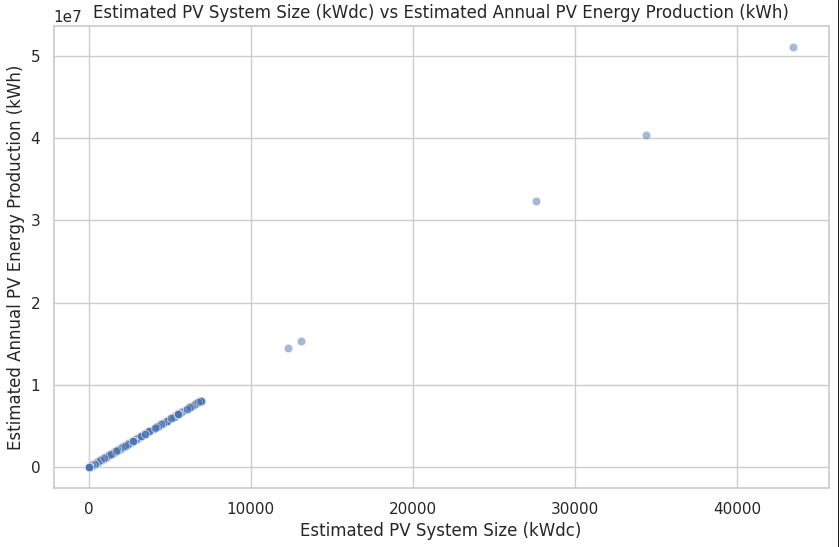 Estimated PV System Size (kWdc) vs Estimated Annual PV Energy Production (kWh)
1e7
5
4
3
2
1
0
Estimated Annual PV Energy Production (kWh)
0 10000 20000 30000 40000
Estimated PV System Size (kWdc)